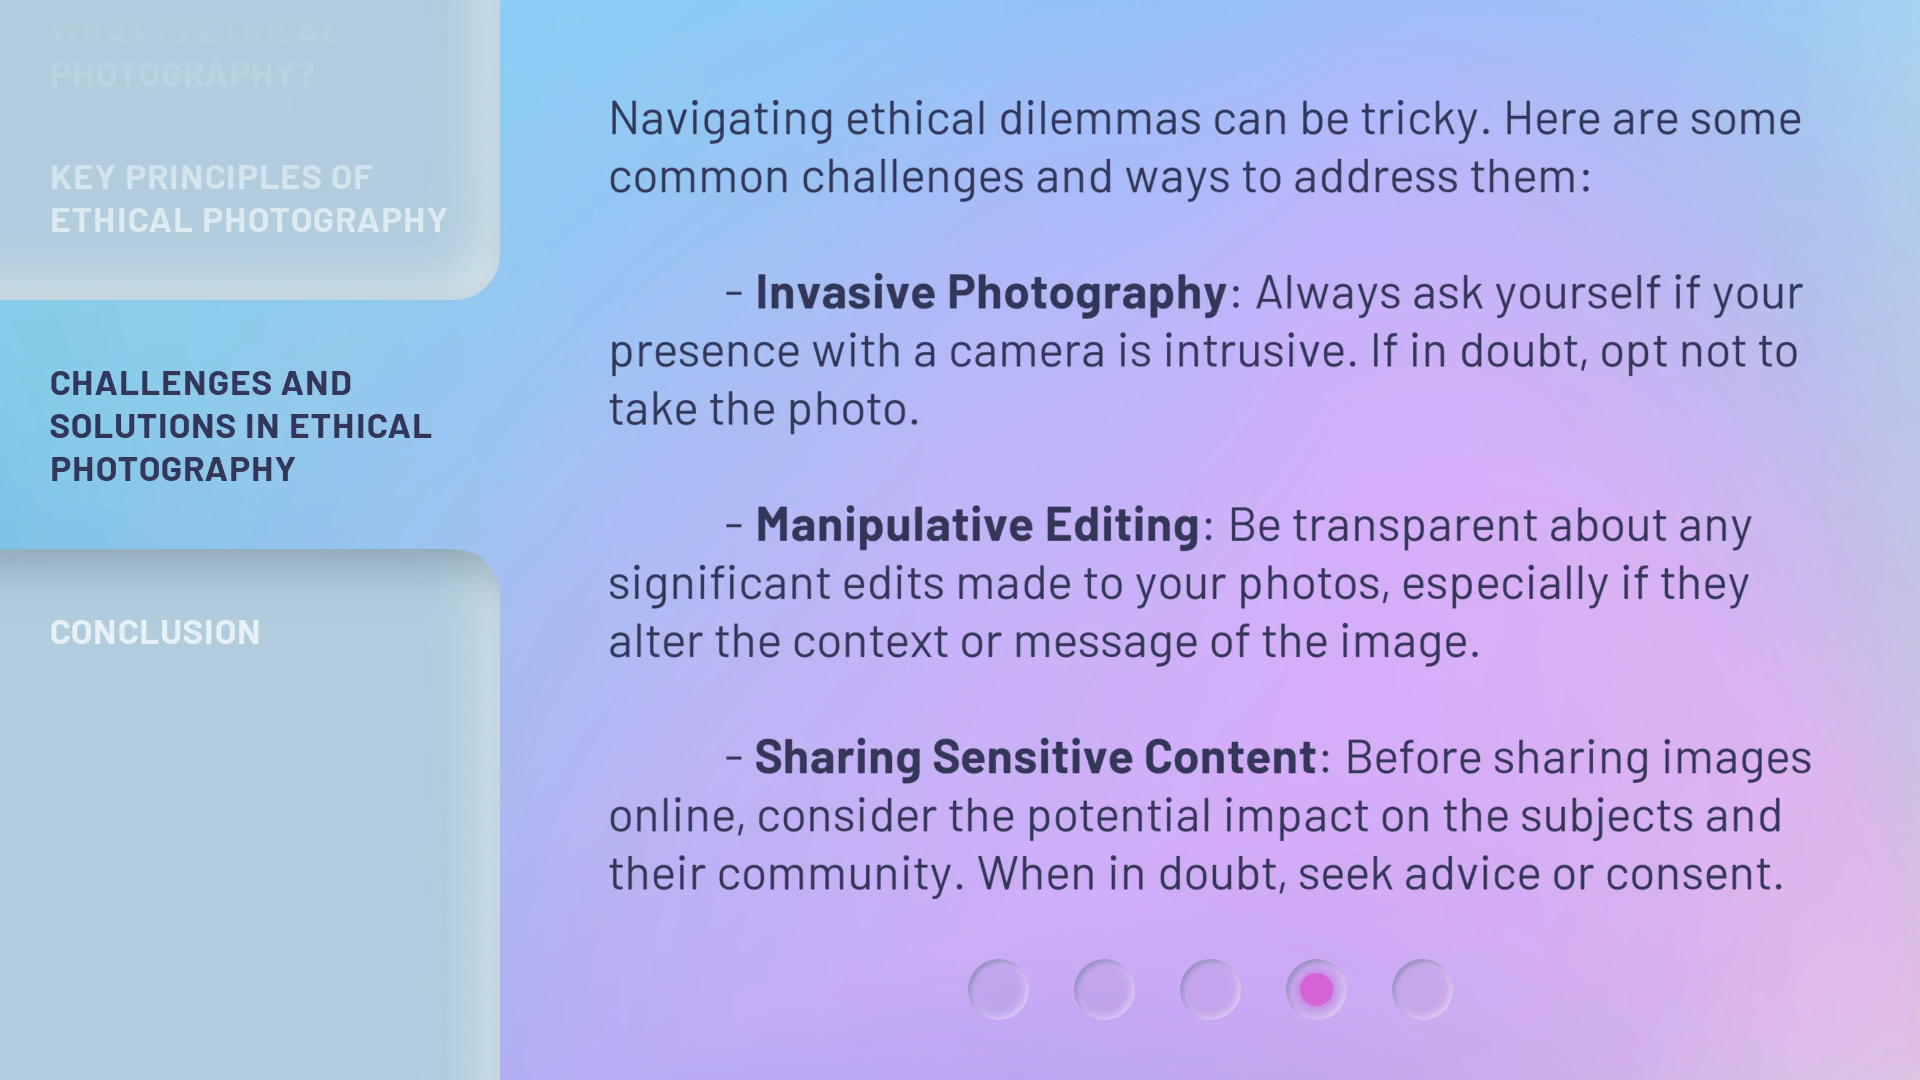 WHAT IS ETHICAL
PHOTOGRAPHY?
KEY PRINCIPLES OF
ETHICAL PHOTOGRAPHY
CHALLENGES AND
SOLUTIONS IN ETHICAL
PHOTOGRAPHY
CONCLUSION
Navigating ethical dilemmas can be tricky. Here are some
common challenges and ways to address them:
- Invasive Photography: Always ask yourself if your
presence with a camera is intrusive. If in doubt, opt not to
take the photo.
- Manipulative Editing: Be transparent about any
significant edits made to your photos, especially if they
alter the context or message of the image.
- Sharing Sensitive Content: Before sharing images
online, consider the potential impact on the subjects and
their community. When in doubt, seek advice or consent.